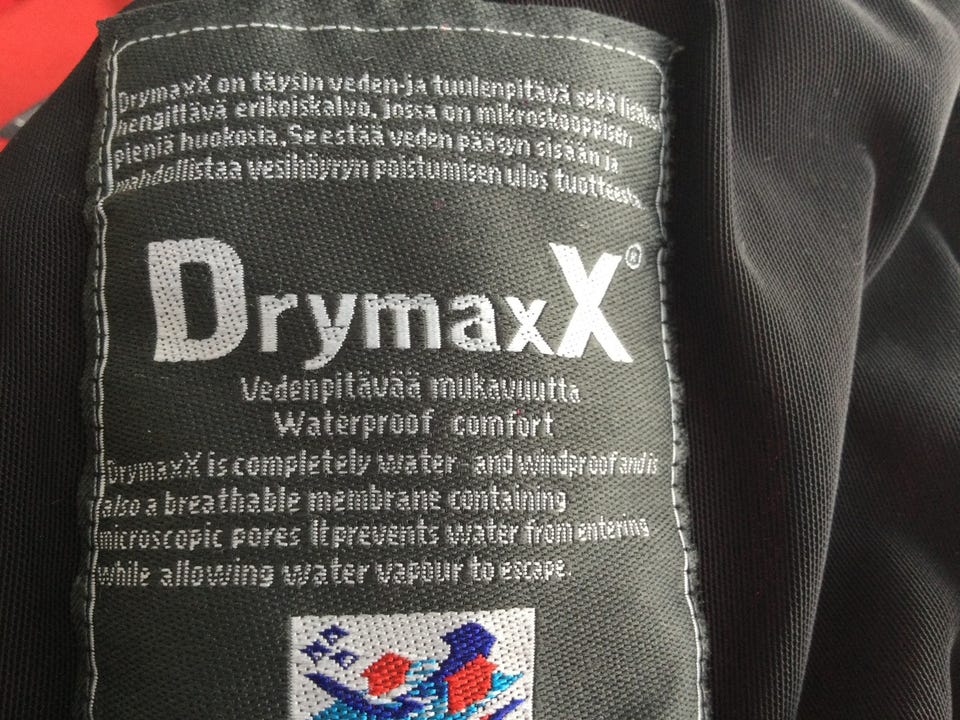 DrymaxX on täysin veden-ja tuulenpitävä sekä
hengittävä erikoiskalvo, jossa on mikroskooppisen
pieniä huokosia. Se estää veden pääsyn sisään ja
mahdollistaa vesihöyryn poistumisen ulos tuotteesta.
DrymaxX®
Vedenpitävää mukavuutta
Waterproof comfort
DrymaxX is completely water- and windproof and is
also a breathable membrane containing
microscopic pores It prevents water from entering
while allowing water vapour to escape.